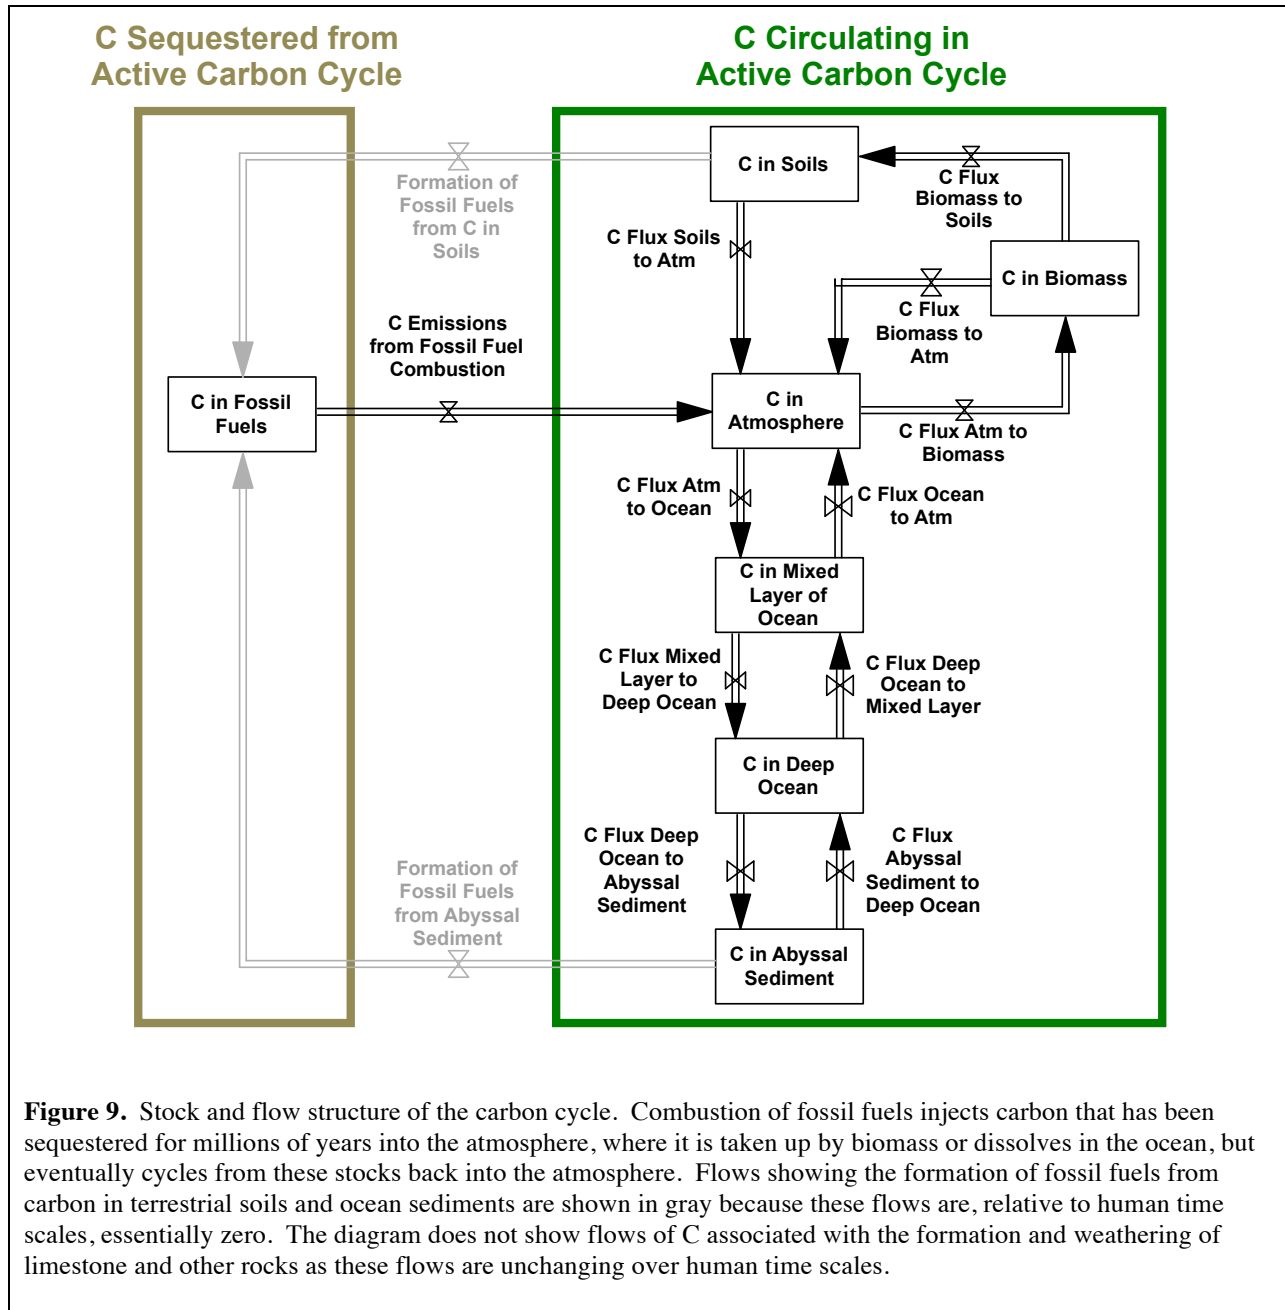 C Sequestered from
Active Carbon Cycle
C Circulating in
Active Carbon Cycle
C in Soils
Formation of
Fossil Fuels
from C in
Soils
C Flux
Biomass to
Soils
C Flux Soils
to Atm
C in Biomass
C Flux
Biomass to
Atm
C Emissions
from Fossil Fuel
Combustion
C in Fossil
Fuels
C in
Atmosphere
C Flux Atm to
Biomass
C Flux Atm
to Ocean
C Flux Ocean
to Atm
C in Mixed
Layer of
Ocean
C Flux Mixed
Layer to
Deep Ocean
C Flux Deep
Ocean to
Mixed Layer
C in Deep
Ocean
C Flux Deep
Ocean to
Abyssal
Sediment
C Flux
Abyssal
Sediment to
Deep Ocean
Formation of
Fossil Fuels
from Abyssal
Sediment
C in Abyssal
Sediment
Figure 9. Stock and flow structure of the carbon cycle. Combustion of fossil fuels injects carbon that has been
sequestered for millions of years into the atmosphere, where it is taken up by biomass or dissolves in the ocean, but
eventually cycles from these stocks back into the atmosphere. Flows showing the formation of fossil fuels from
carbon in terrestrial soils and ocean sediments are shown in gray because these flows are, relative to human time
scales, essentially zero. The diagram does not show flows of C associated with the formation and weathering of
limestone and other rocks as these flows are unchanging over human time scales.